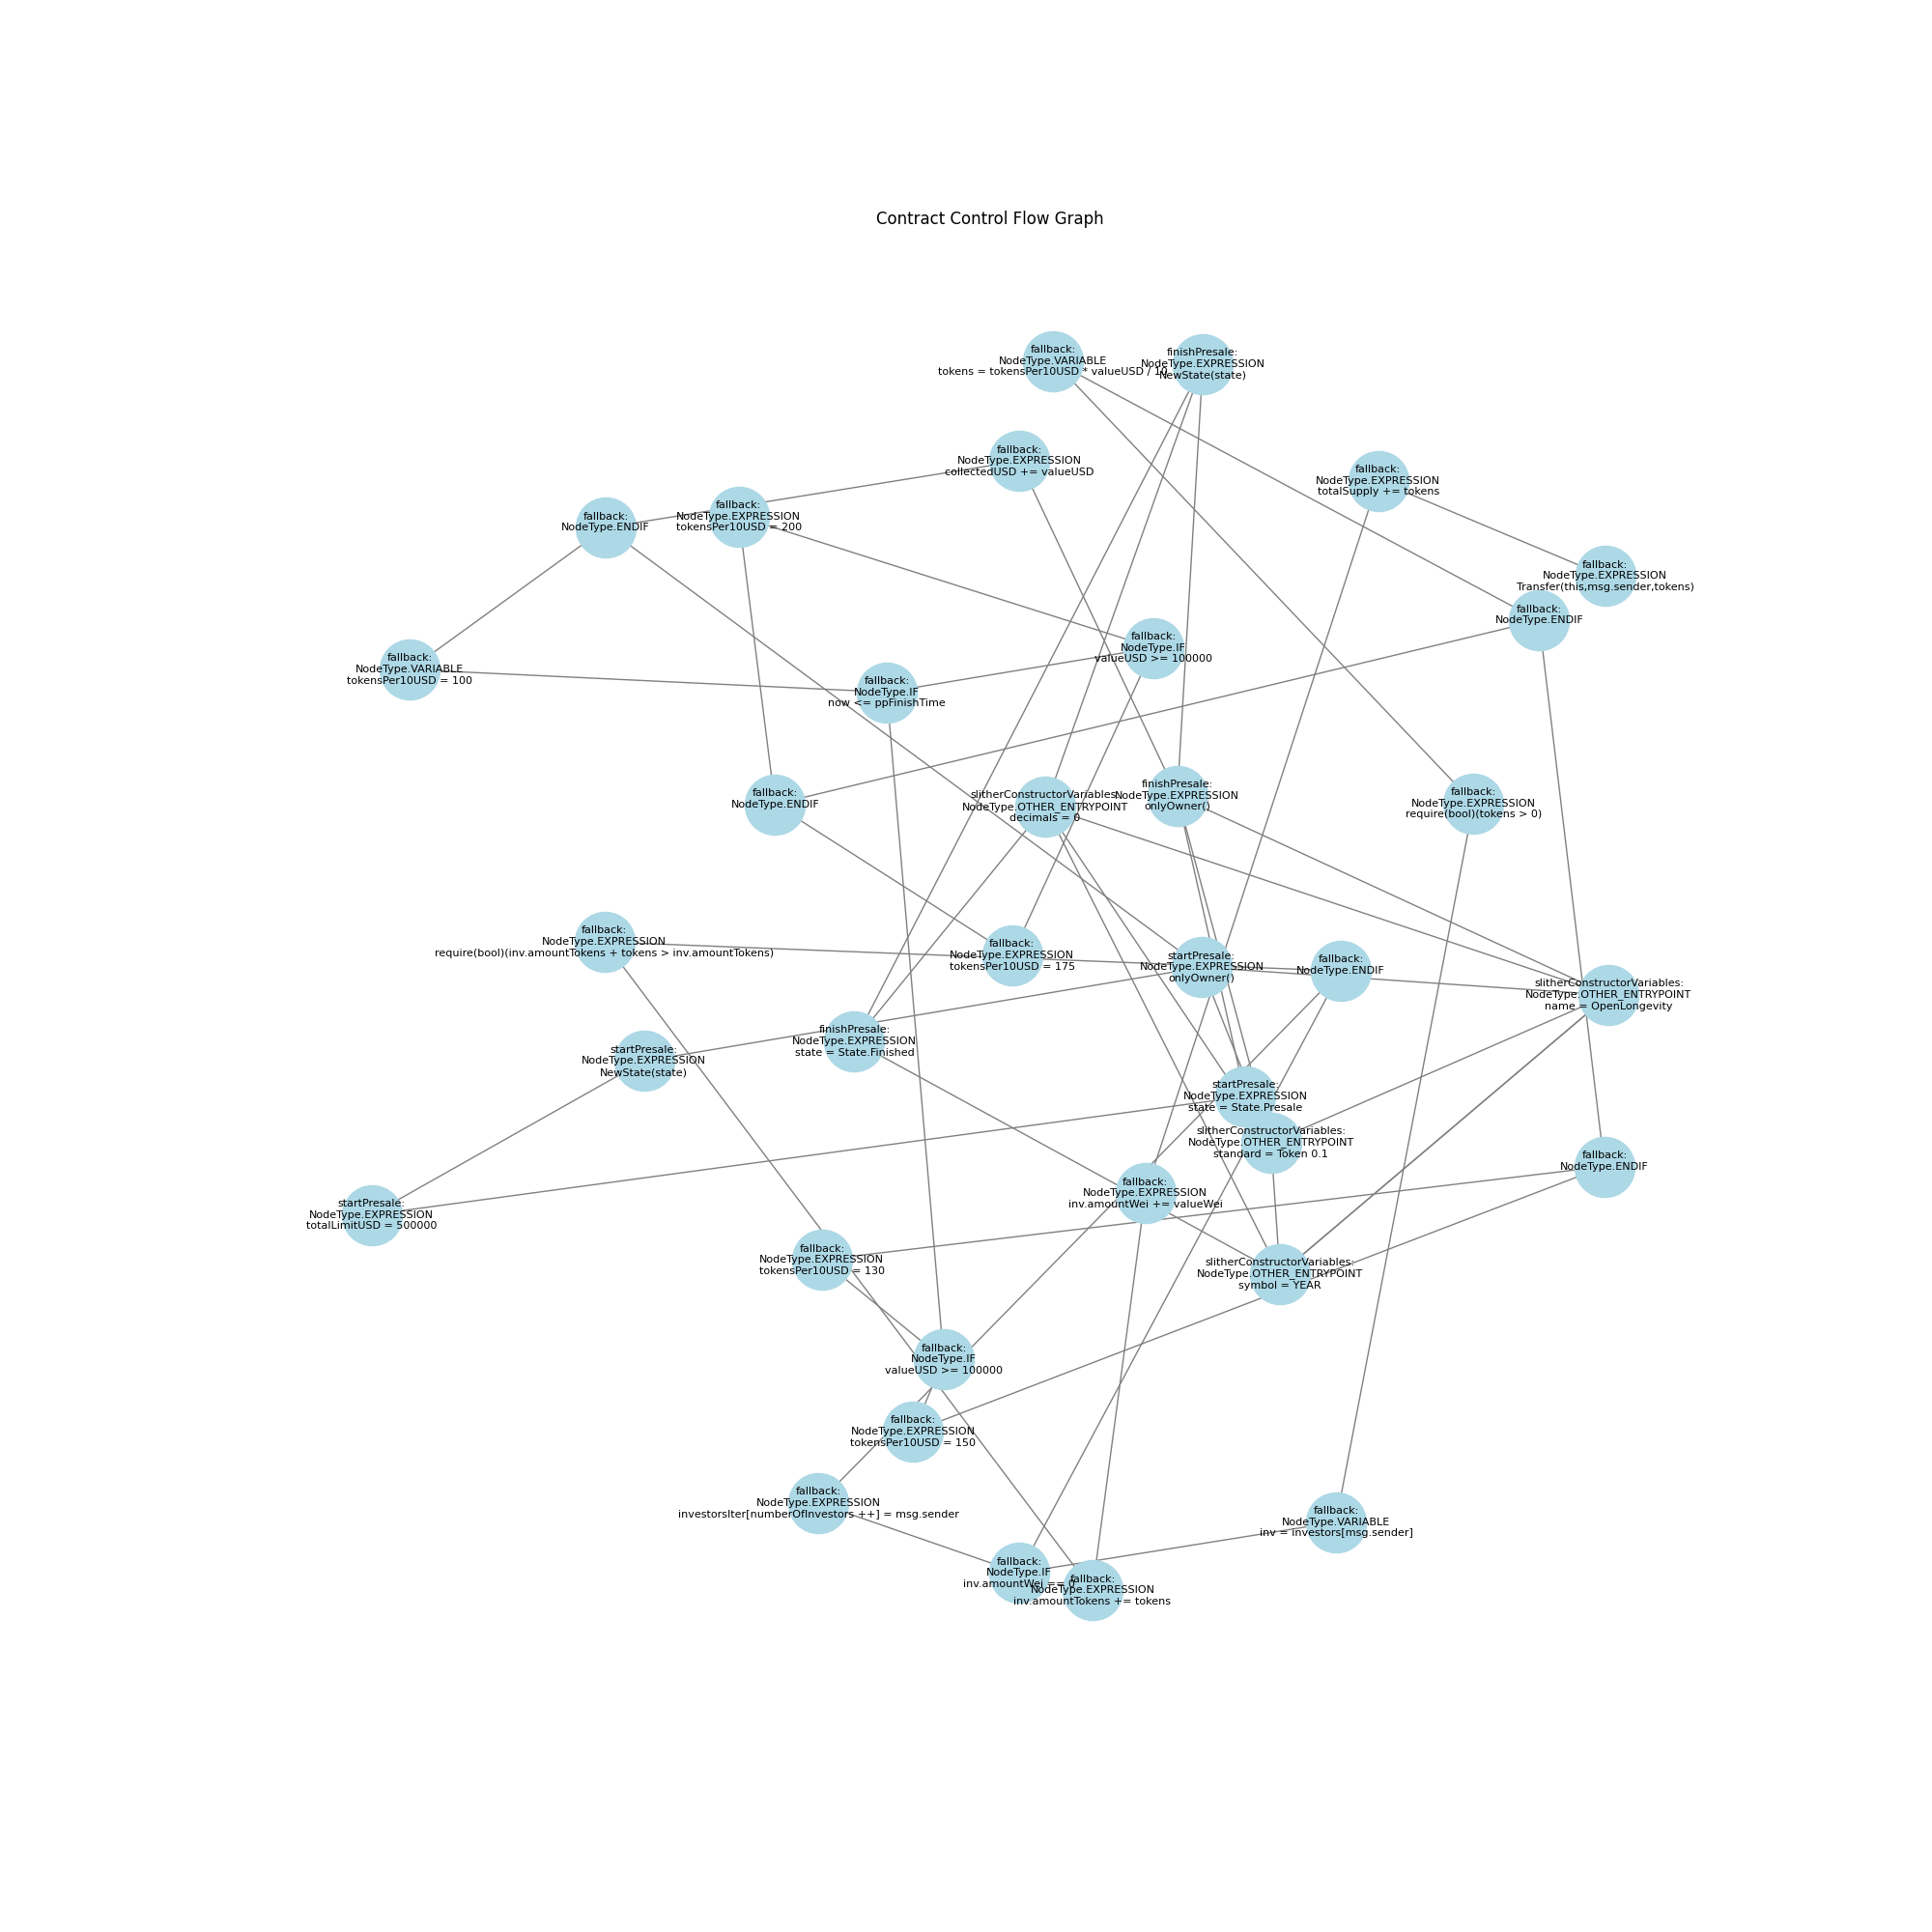 Contract Control Flow Graph
fallback:
NodeType.VARIABLE
tokens = tokensPer10USD * valueUSD / 10
finishPresale:
NodeType.EXPRESSION
NewState(state)
fallback:
NodeType.EXPRESSION
collectedUSD += valueUSD
fallback:
NodeType.EXPRESSION
totalSupply += tokens
fallback:
NodeType.ENDIF
fallback:
NodeType.EXPRESSION
tokensPer10USD = 200
fallback:
NodeType.EXPRESSION
Transfer(this,msg.sender,tokens)
fallback:
NodeType.ENDIF
fallback:
NodeType.VARIABLE
tokensPer10USD = 100
fallback:
NodeType.IF
now <= ppFinishTime
fallback:
NodeType.IF
valueUSD >= 100000
fallback:
NodeType.ENDIF
slitherConstructorVariables:
NodeType.OTHER_ENTRYPOINT
decimals = 0
finishPresale:
NodeType.EXPRESSION
onlyOwner()
fallback:
NodeType.EXPRESSION
require(bool)(tokens > 0)
fallback:
NodeType.EXPRESSION
require(bool)(inv.amountTokens + tokens > inv.amountTokens)
fallback:
NodeType.EXPRESSION
tokensPer10USD = 175
startPresale:
NodeType.EXPRESSION
onlyOwner()
fallback:
NodeType.ENDIF
slitherConstructorVariables:
NodeType.OTHER_ENTRYPOINT
name = OpenLongevity
finishPresale:
NodeType.EXPRESSION
state = State.Finished
startPresale:
NodeType.EXPRESSION
NewState(state)
startPresale:
NodeType.EXPRESSION
state = State.Presale
slitherConstructorVariables:
NodeType.OTHER_ENTRYPOINT
standard = Token 0.1
fallback:
NodeType.ENDIF
fallback:
NodeType.EXPRESSION
inv.amountWei += valueWei
startPresale:
NodeType.EXPRESSION
totalLimitUSD = 500000
fallback:
NodeType.EXPRESSION
tokensPer10USD = 130
slitherConstructorVariables:
NodeType.OTHER_ENTRYPOINT
symbol = YEAR
fallback:
NodeType.IF
valueUSD >= 100000
fallback:
NodeType.EXPRESSION
tokensPer10USD = 150
fallback:
NodeType.EXPRESSION
investorsIter[numberOfInvestors ++] = msg.sender
fallback:
NodeType.VARIABLE
inv = investors[msg.sender]
fallback:
NodeType.IF
inv.amountWei == 0
fallback:
NodeType.EXPRESSION
inv.amountTokens += tokens